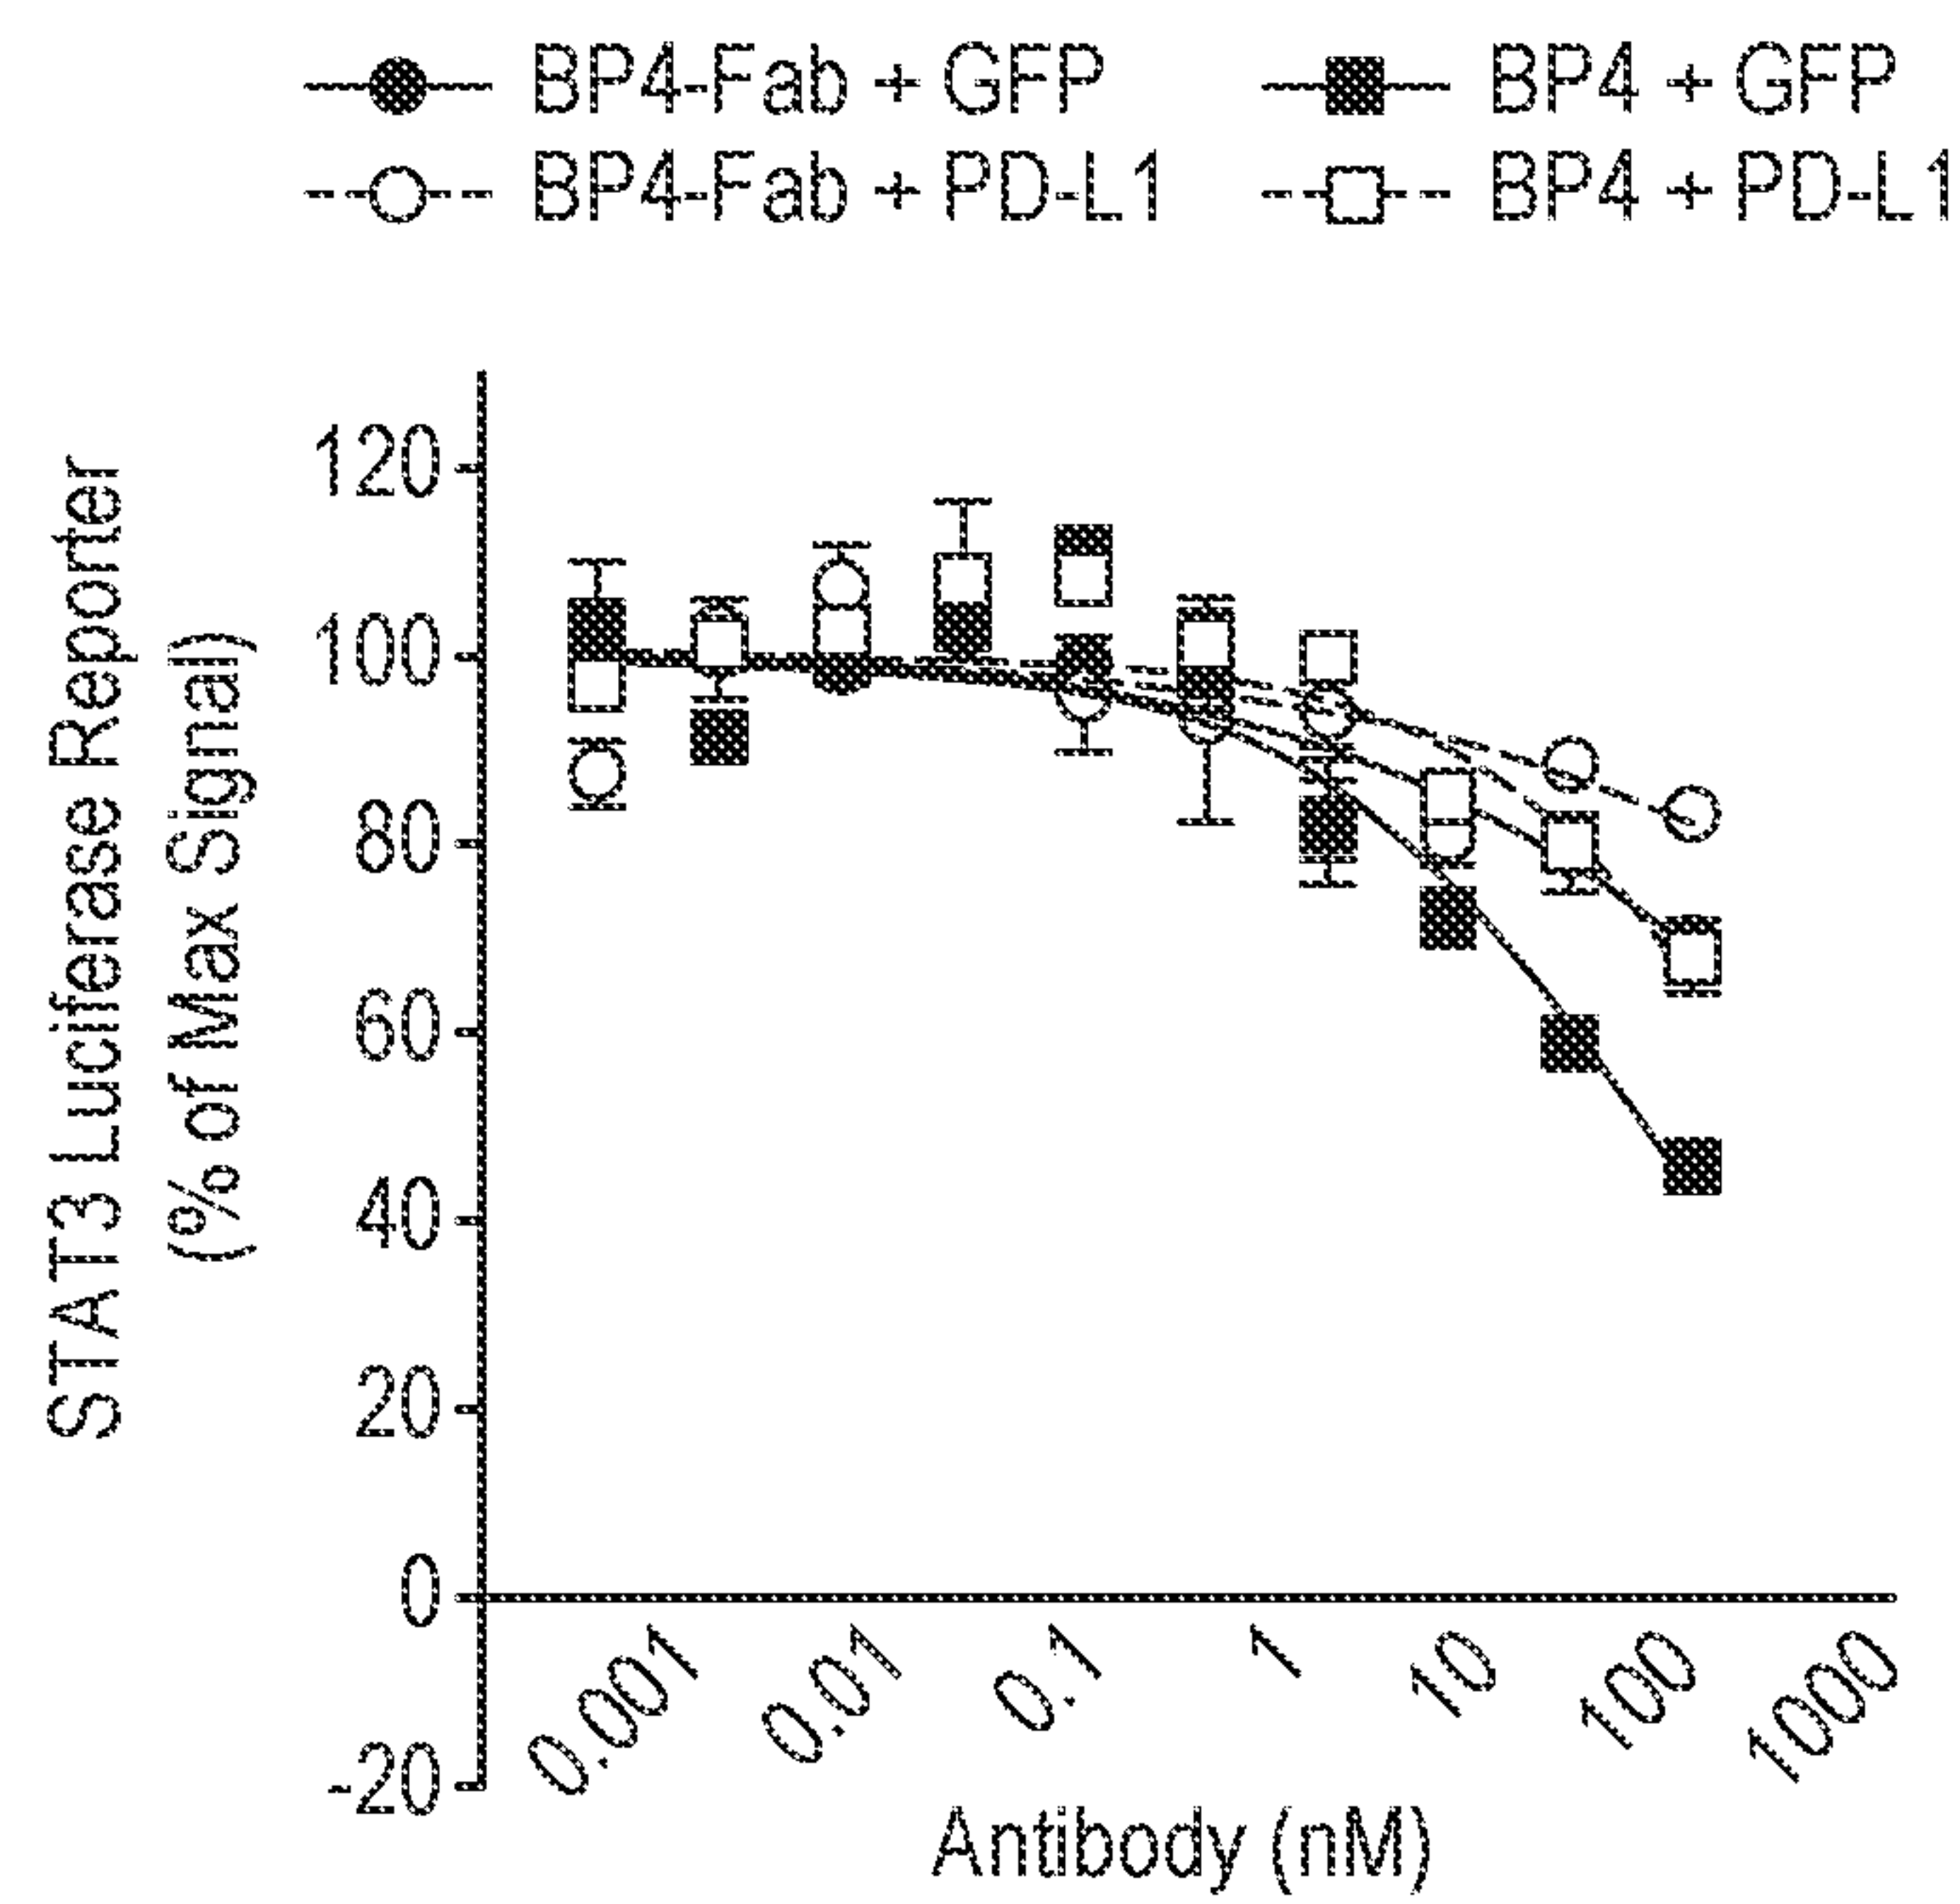 BP4-Fab + GFP
BP4 + GFP
BP4-Fab + PD-L1
BP4 + PD-L1
STAT3 Luciferase Reporter
(% of Max Signal)
120
100
80
60
40
20
0
-20
0.001
0.01
0.1
1
10
100
1000
Antibody (nM)